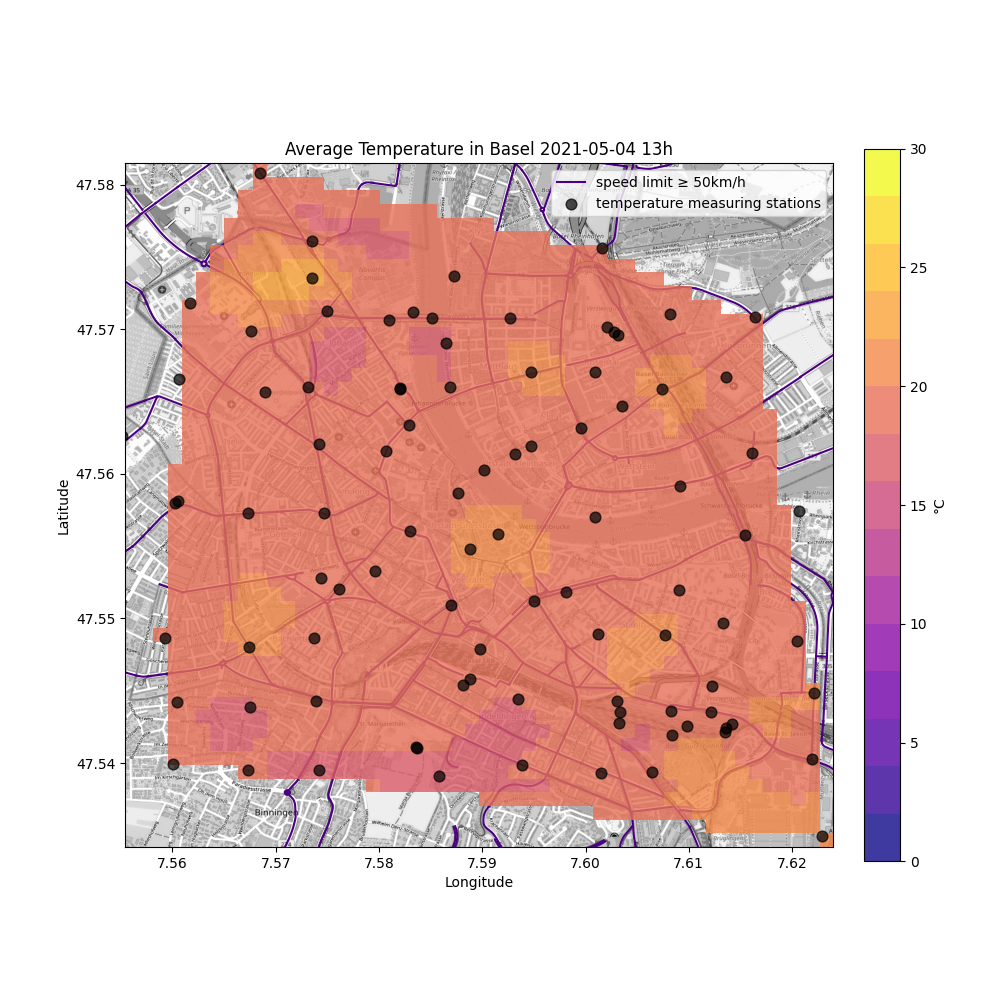 Average Temperature in Basel 2021-05-04 13h
speed limit ≥ 50km/h
temperature measuring stations
47.58
47.57
47.56
47.55
47.54
Latitude
7.56
7.57
7.58
7.59
7.60
7.61
7.62
Longitude
30
25
20
15
10
5
0
°C
P
Binningen